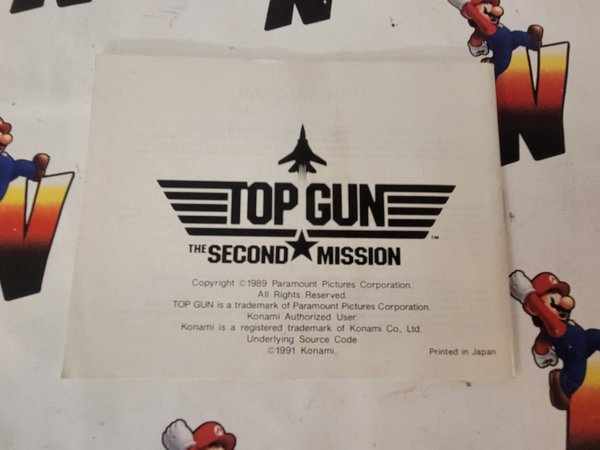 TOP GUN
™
THE SECOND MISSION
Copyright ©1989 Paramount Pictures Corporation.
All Rights Reserved.
TOP GUN is a trademark of Paramount Pictures Corporation.
Konami Authorized User.
Konami is a registered trademark of Konami Co., Ltd.
Underlying Source Code
©1991 Konami.
Printed in Japan
N
N
N
N